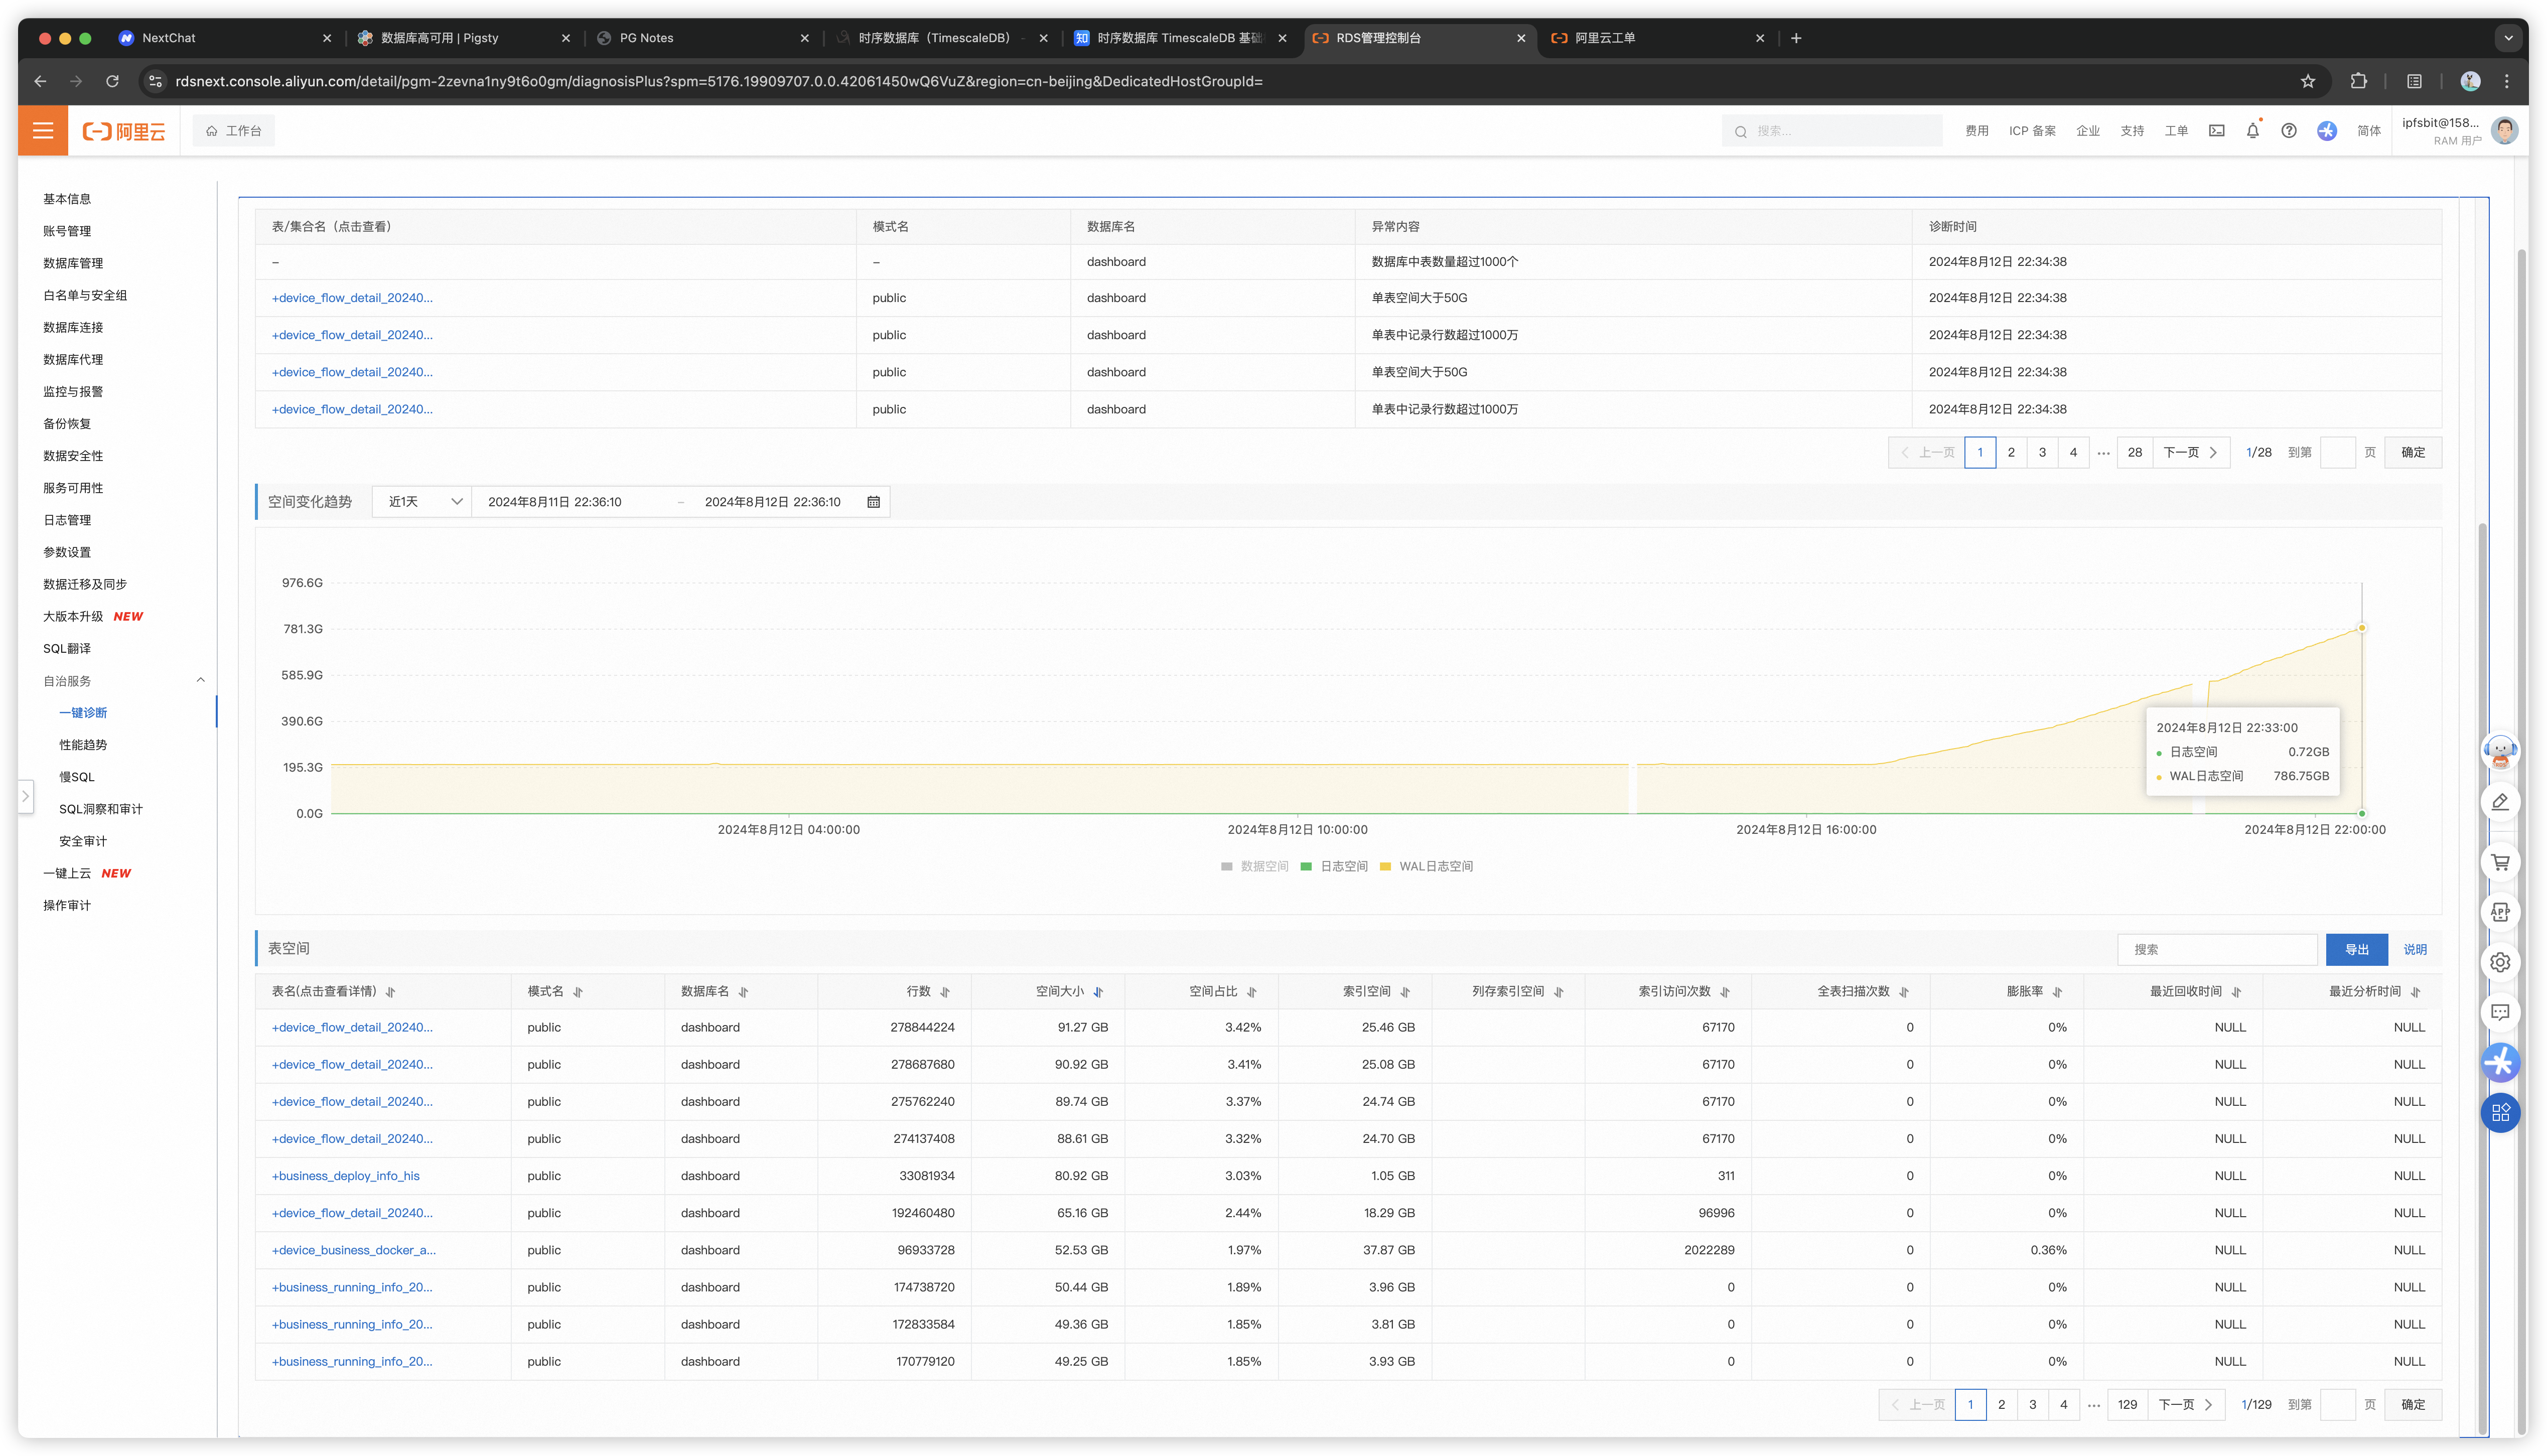 NextChat
数据库高可用 | Pigsty
PG Notes
时序数据库（TimescaleDB）
时序数据库 TimescaleDB 基础
RDS管理控制台
阿里云工单
rdsnext.console.aliyun.com/detail/pgm-2zevna1ny9t6o0gm/diagnosisPlus?spm=5176.19909707.0.0.42061450wQ6VuZ&region=cn-beijing&DedicatedHostGroupId=
阿里云 工作台 搜索... 费用 ICP 备案 企业 支持 工单 简体 ipfsbit@158...
RAM 用户
基本信息
账号管理
数据库管理
白名单与安全组
数据库连接
数据库代理
监控与报警
备份恢复
数据安全性
服务可用性
日志管理
参数设置
数据迁移及同步
大版本升级 NEW
SQL翻译
自治服务
一键诊断
性能趋势
慢SQL
SQL洞察和审计
安全审计
一键上云 NEW
操作审计
表/集合名（点击查看） 模式名 数据库名 异常内容 诊断时间
– – dashboard 数据库中表数量超过1000个 2024年8月12日 22:34:38
+device_flow_detail_20240... public dashboard 单表空间大于50G 2024年8月12日 22:34:38
+device_flow_detail_20240... public dashboard 单表中记录行数超过1000万 2024年8月12日 22:34:38
+device_flow_detail_20240... public dashboard 单表空间大于50G 2024年8月12日 22:34:38
+device_flow_detail_20240... public dashboard 单表中记录行数超过1000万 2024年8月12日 22:34:38
上一页 1 2 3 4 ... 28 下一页 1/28 到第 页 确定
空间变化趋势 近1天 2024年8月11日 22:36:10 – 2024年8月12日 22:36:10
976.6G
781.3G
585.9G
390.6G
195.3G
0.0G
2024年8月12日 22:33:00
日志空间 0.72GB
WAL日志空间 786.75GB
2024年8月12日 04:00:00 2024年8月12日 10:00:00 2024年8月12日 16:00:00 2024年8月12日 22:00:00
数据空间 日志空间 WAL日志空间
表空间 搜索 导出 说明
表名(点击查看详情) 模式名 数据库名 行数 空间大小 空间占比 索引空间 列存索引空间 索引访问次数 全表扫描次数 膨胀率 最近回收时间 最近分析时间
+device_flow_detail_20240... public dashboard 278844224 91.27 GB 3.42% 25.46 GB 67170 0 0% NULL NULL
+device_flow_detail_20240... public dashboard 278687680 90.92 GB 3.41% 25.08 GB 67170 0 0% NULL NULL
+device_flow_detail_20240... public dashboard 275762240 89.74 GB 3.37% 24.74 GB 67170 0 0% NULL NULL
+device_flow_detail_20240... public dashboard 274137408 88.61 GB 3.32% 24.70 GB 67170 0 0% NULL NULL
+business_deploy_info_his public dashboard 33081934 80.92 GB 3.03% 1.05 GB 311 0 0% NULL NULL
+device_flow_detail_20240... public dashboard 192460480 65.16 GB 2.44% 18.29 GB 96996 0 0% NULL NULL
+device_business_docker_a... public dashboard 96933728 52.53 GB 1.97% 37.87 GB 2022289 0 0.36% NULL NULL
+business_running_info_20... public dashboard 174738720 50.44 GB 1.89% 3.96 GB 0 0 0% NULL NULL
+business_running_info_20... public dashboard 172833584 49.36 GB 1.85% 3.81 GB 0 0 0% NULL NULL
+business_running_info_20... public dashboard 170779120 49.25 GB 1.85% 3.93 GB 0 0 0% NULL NULL
上一页 1 2 3 4 ... 129 下一页 1/129 到第 页 确定
APP